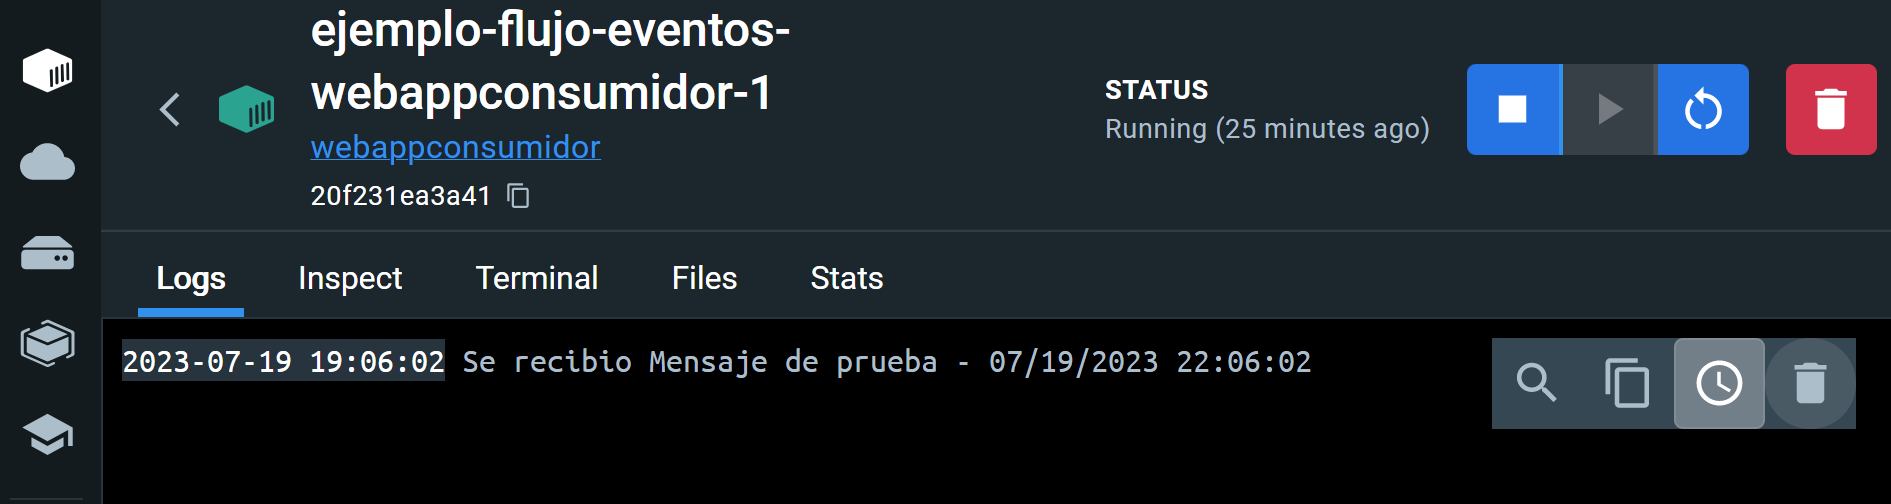 ejemplo-flujo-eventos-
webappconsumidor-1
webappconsumidor
20f231ea3a41
STATUS
Running (25 minutes ago)
Logs Inspect Terminal Files Stats
2023-07-19 19:06:02 Se recibio Mensaje de prueba - 07/19/2023 22:06:02